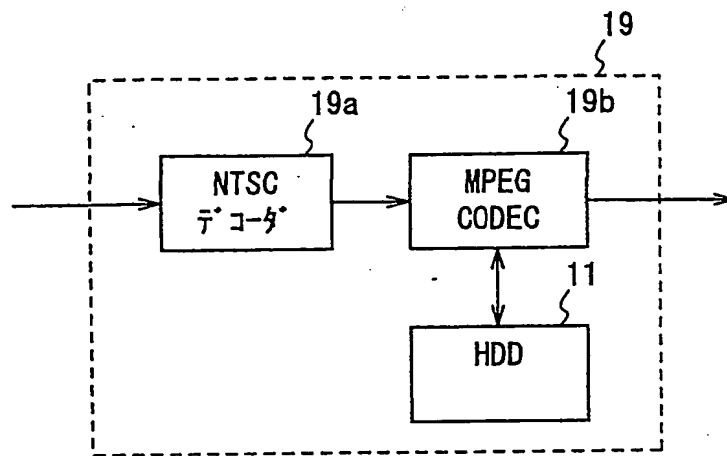 19
19a
19b
NTSC
デコーダ
MPEG
CODEC
11
HDD